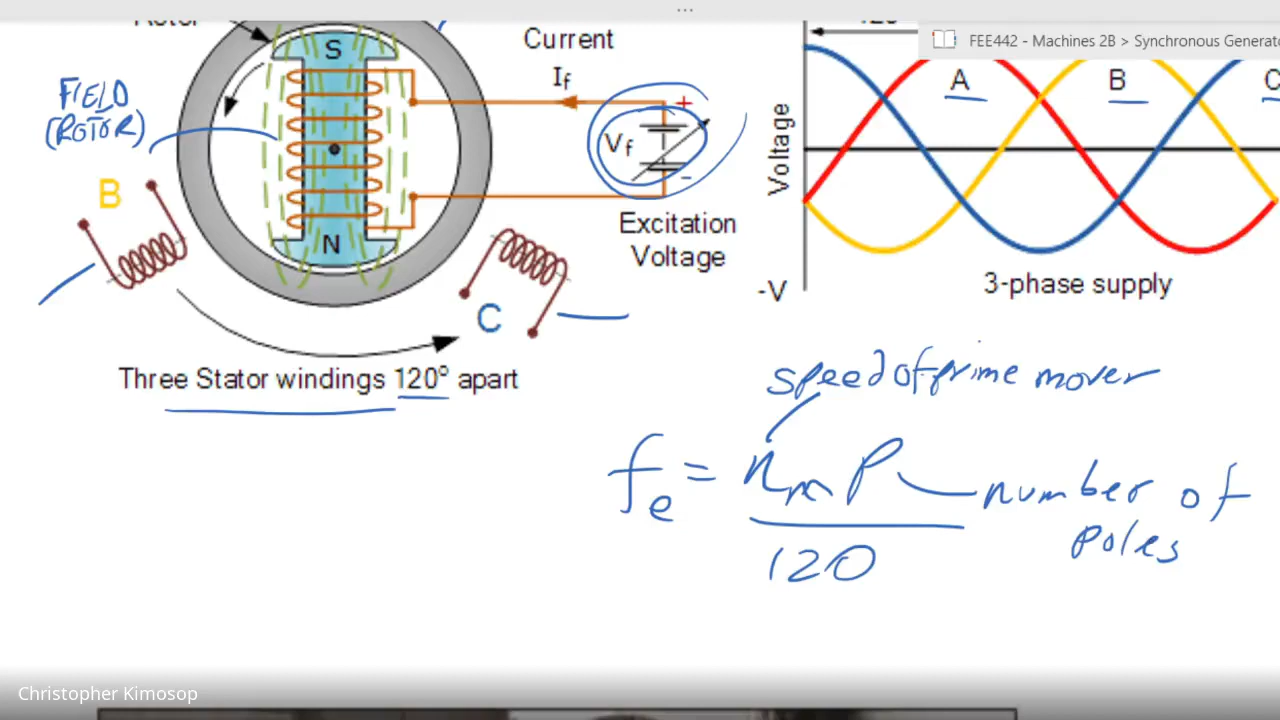 Rotor
...
FEE442 - Machines 2B > Synchronous Generato
S
Current
If
120
FIELD
(ROTOR)
+
A
B
C
Vf
-
Voltage
B
N
Excitation
Voltage
C
-V
3-phase supply
Three Stator windings 120° apart
speed of prime mover
fe = nm P
number of
poles
120
Christopher Kimosop